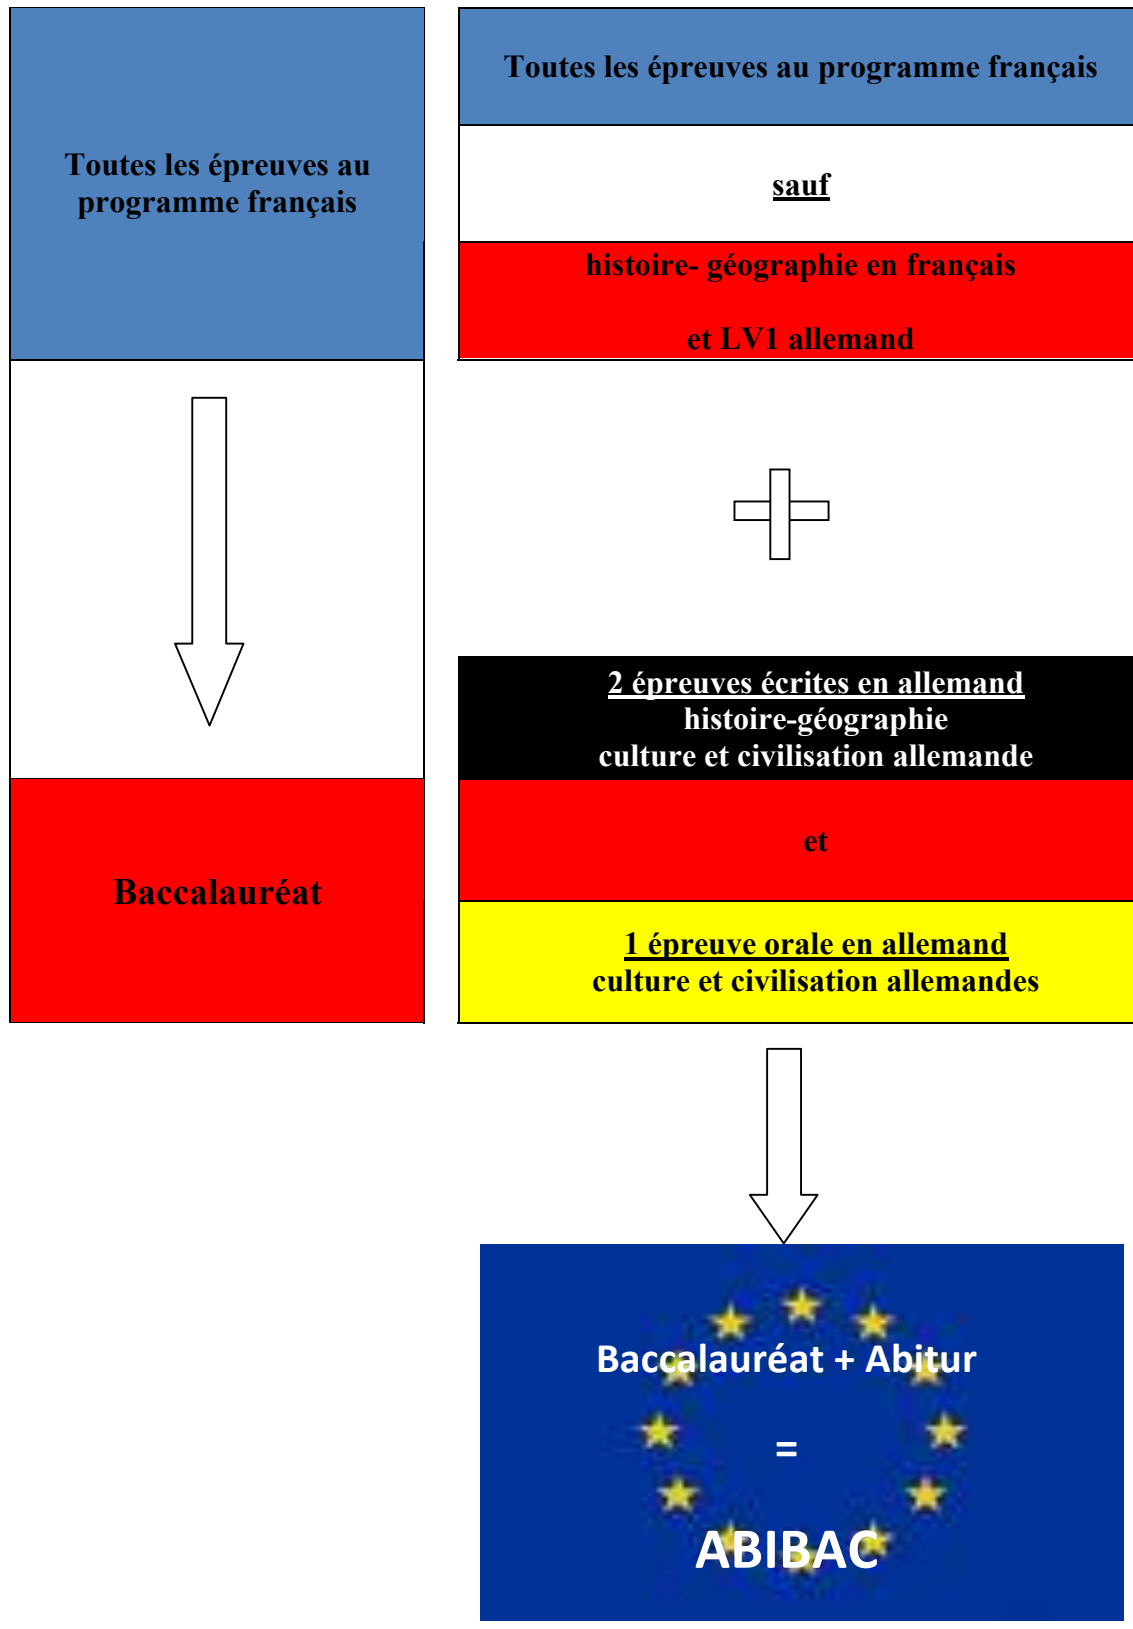 Toutes les épreuves au
programme français
Baccalauréat
Toutes les épreuves au programme français
sauf
histoire- géographie en français
et LV1 allemand
2 épreuves écrites en allemand
histoire-géographie
culture et civilisation allemande
et
1 épreuve orale en allemand
culture et civilisation allemandes
Baccalauréat + Abitur
=
ABIBAC